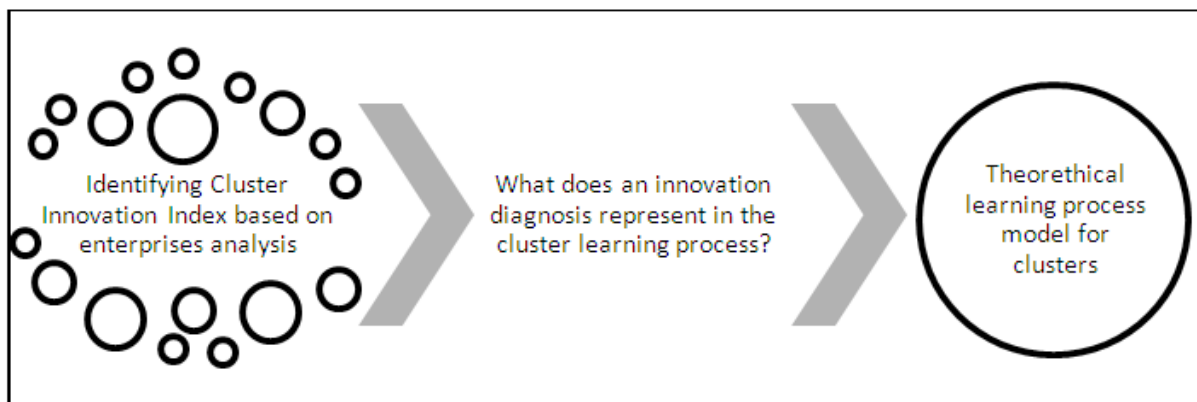 Identifying Cluster
Innovation Index based on
enterprises analysis
What does an innovation
diagnosis represent in the
cluster learning process?
Theorethical
learning process
model for
clusters